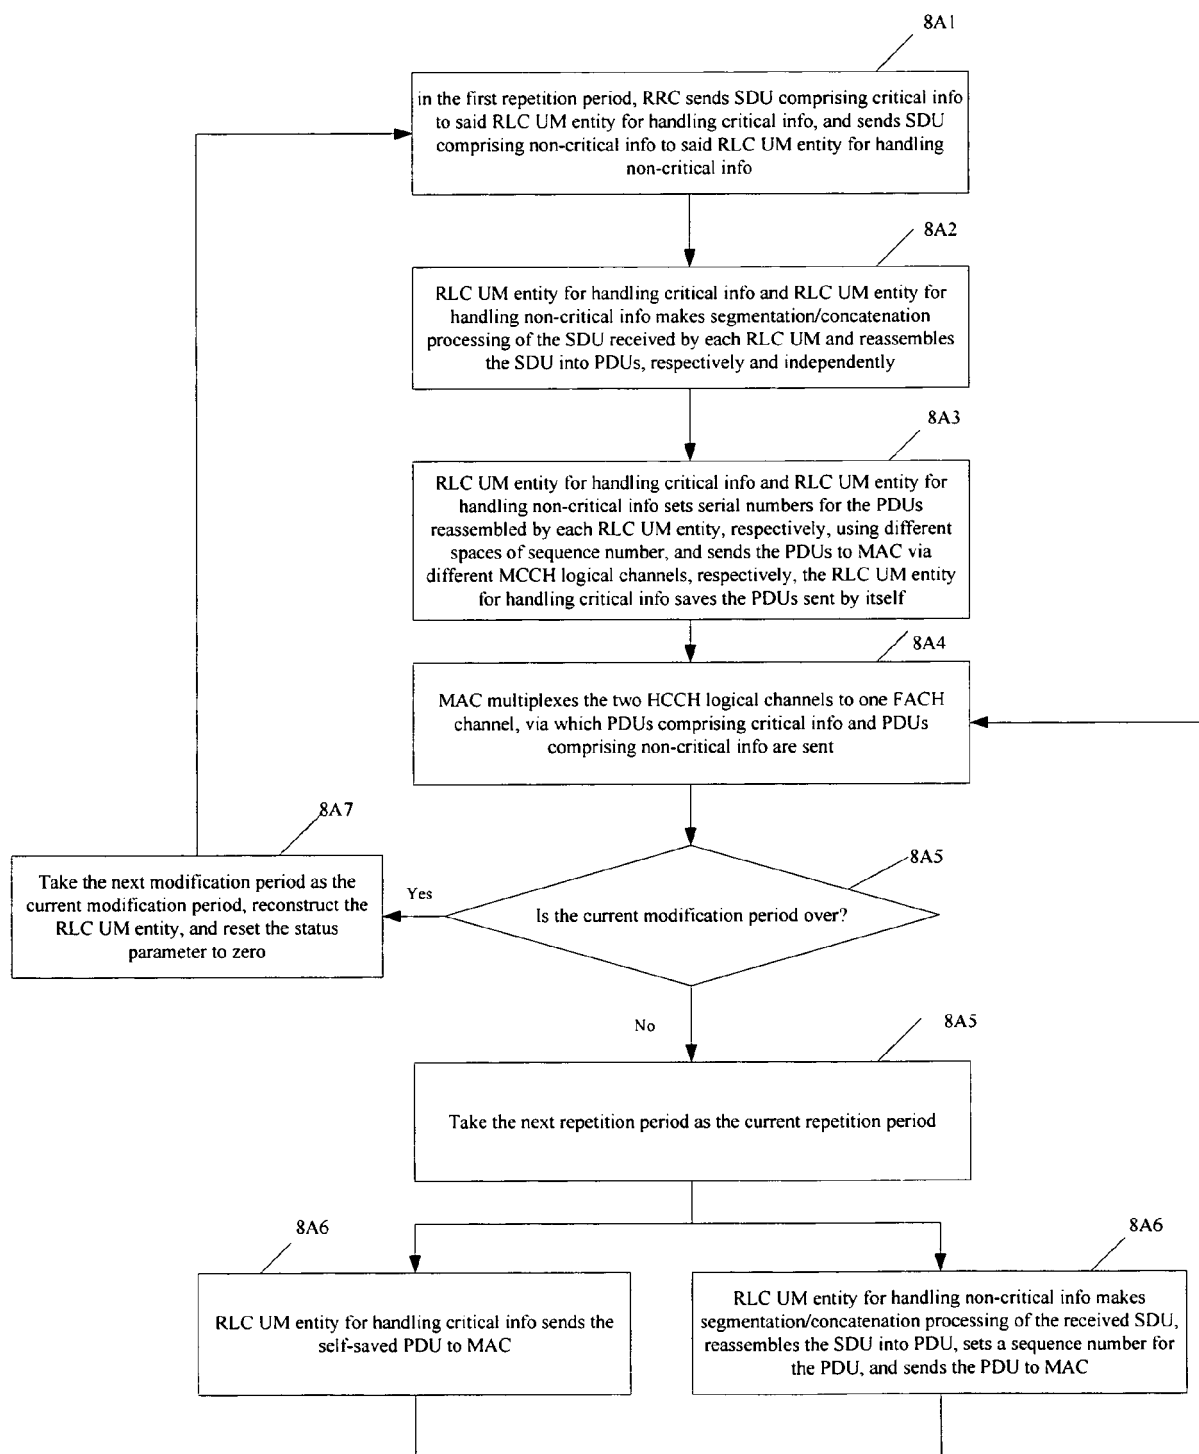 8A1
in the first repetition period, RRC sends SDU comprising critical info
to said RLC UM entity for handling critical info, and sends SDU
comprising non-critical info to said RLC UM entity for handling
non-critical info
8A2
RLC UM entity for handling critical info and RLC UM entity for
handling non-critical info makes segmentation/concatenation
processing of the SDU received by each RLC UM and reassembles
the SDU into PDUs, respectively and independently
8A3
RLC UM entity for handling critical info and RLC UM entity for
handling non-critical info sets serial numbers for the PDUs
reassembled by each RLC UM entity, respectively, using different
spaces of sequence number, and sends the PDUs to MAC via
different MCCH logical channels, respectively, the RLC UM entity
for handling critical info saves the PDUs sent by itself
8A4
MAC multiplexes the two HCCH logical channels to one FACH
channel, via which PDUs comprising critical info and PDUs
comprising non-critical info are sent
8A7
Take the next modification period as the
current modification period, reconstruct the
RLC UM entity, and reset the status
parameter to zero
Yes
8A5
Is the current modification period over?
No
8A5
Take the next repetition period as the current repetition period
8A6
RLC UM entity for handling critical info sends the
self-saved PDU to MAC
8A6
RLC UM entity for handling non-critical info makes
segmentation/concatenation processing of the received SDU,
reassembles the SDU into PDU, sets a sequence number for
the PDU, and sends the PDU to MAC